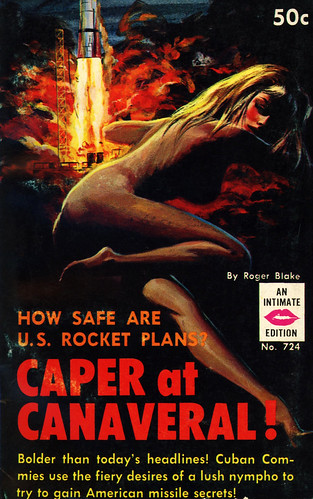 50c
By Roger Blake
AN
INTIMATE
EDITION
No. 724
HOW SAFE ARE
U.S. ROCKET PLANS?
CAPER at
CANAVERAL!
Bolder than today's headlines! Cuban Com-
mies use the fiery desires of a lush nympho to
try to gain American missile secrets!